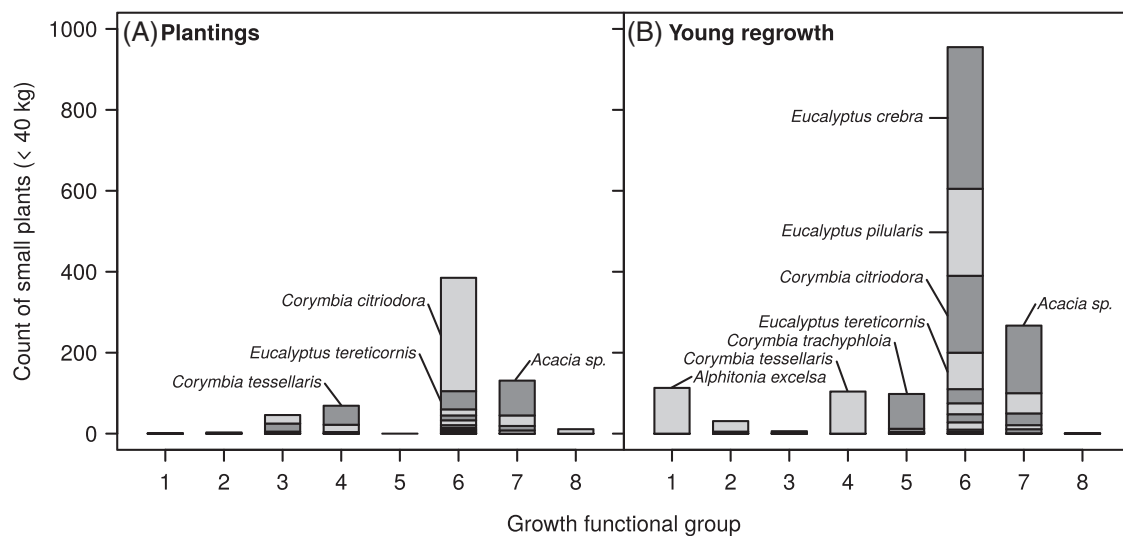 (A) Plantings
(B) Young regrowth
Count of small plants (< 40 kg)
1000
800
600
400
200
0
Corymbia citriodora
Eucalyptus tereticornis
Corymbia tessellaris
Acacia sp.
Eucalyptus crebra
Eucalyptus pilularis
Corymbia citriodora
Eucalyptus tereticornis
Corymbia trachyphloia
Corymbia tessellaris
Alphitonia excelsa
Acacia sp.
1 2 3 4 5 6 7 8
1 2 3 4 5 6 7 8
Growth functional group